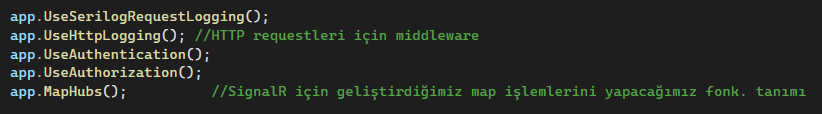 app.UseSerilogRequestLogging();
app.UseHttpLogging(); //HTTP requestleri için middleware
app.UseAuthentication();
app.UseAuthorization();
app.MapHubs();          //SignalR için geliştirdiğimiz map işlemlerini yapacağımız fonk. tanımı